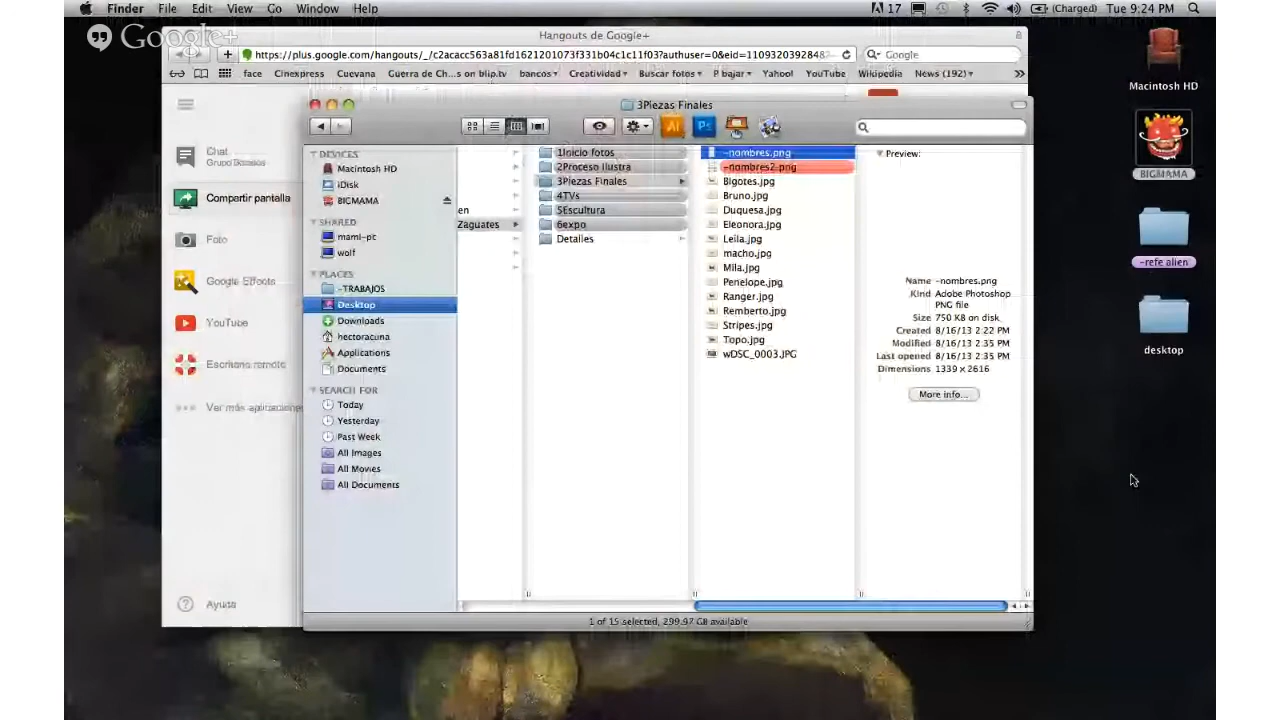 Finder File Edit View Go Window Help
17 (Charged) Tue 9:24 PM
Google+
Hangouts de Google+
https://plus.google.com/hangouts/_/c2acacc563a81fd1621201073f331b04c1c11f03?authuser=0&eid=110932039284
Google
face Cinexpress Cuevana Guerra de Ch...s on blip.tv bancos Creatividad Buscar fotos P bajar Yahoo! YouTube Wikipedia News (192)
Chat
Compartir pantalla
Foto
Google Effects
YouTube
Escritorio remoto
Ver más aplicaciones
Ayuda
3Piezas Finales
DEVICES
Macintosh HD
iDisk
BIGMAMA
SHARED
mami-pc
wolf
PLACES
-TRABAJOS
Desktop
Downloads
hectoracuna
Applications
Documents
SEARCH FOR
Today
Yesterday
Past Week
All Images
All Movies
All Documents
en
Zaguates
1Inicio fotos
2Proceso Ilustra
3Piezas Finales
4TVs
5Escultura
6expo
Detalles
-nombres.png
-nombres2.png
Bigotes.jpg
Bruno.jpg
Duquesa.jpg
Eleonora.jpg
Leila.jpg
macho.jpg
Mila.jpg
Penelope.jpg
Ranger.jpg
Remberto.jpg
Stripes.jpg
Topo.jpg
wDSC_0003.JPG
Preview:
Name -nombres.png
Kind Adobe Photoshop
PNG file
Size 750 KB on disk
Created 8/16/13 2:22 PM
Modified 8/16/13 2:35 PM
Last opened 8/16/13 2:35 PM
Dimensions 1339 x 2616
More info...
1 of 15 selected, 299.97 GB available
Macintosh HD
BIGMAMA
-refe alien
desktop